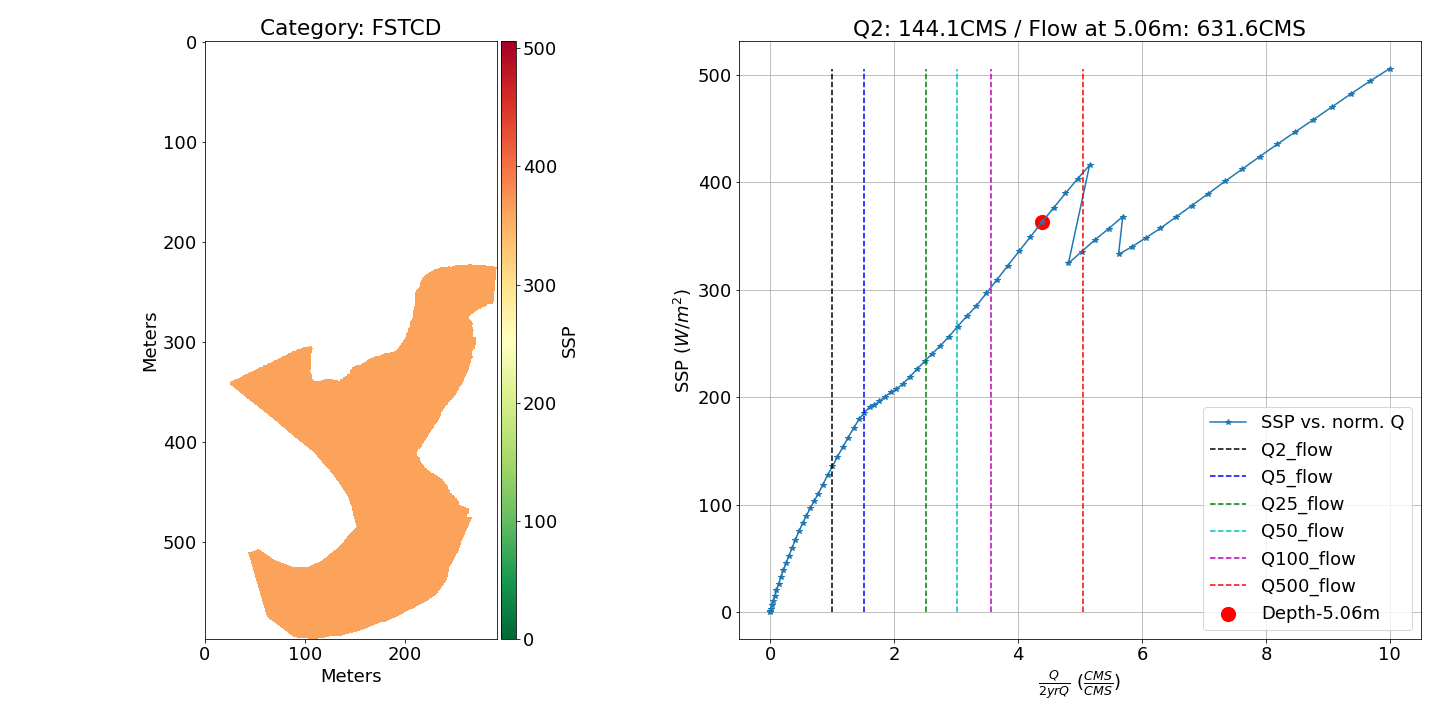 Category: FSTCD
0
100
200
300
400
500
Meters
0
100
200
Meters
500
400
300
200
100
0
SSP
Q2: 144.1CMS / Flow at 5.06m: 631.6CMS
500
400
300
200
100
0
SSP (W/m²)
0
2
4
6
8
10
Q/2yrQ (CMS/CMS)
SSP vs. norm. Q
Q2_flow
Q5_flow
Q25_flow
Q50_flow
Q100_flow
Q500_flow
Depth-5.06m